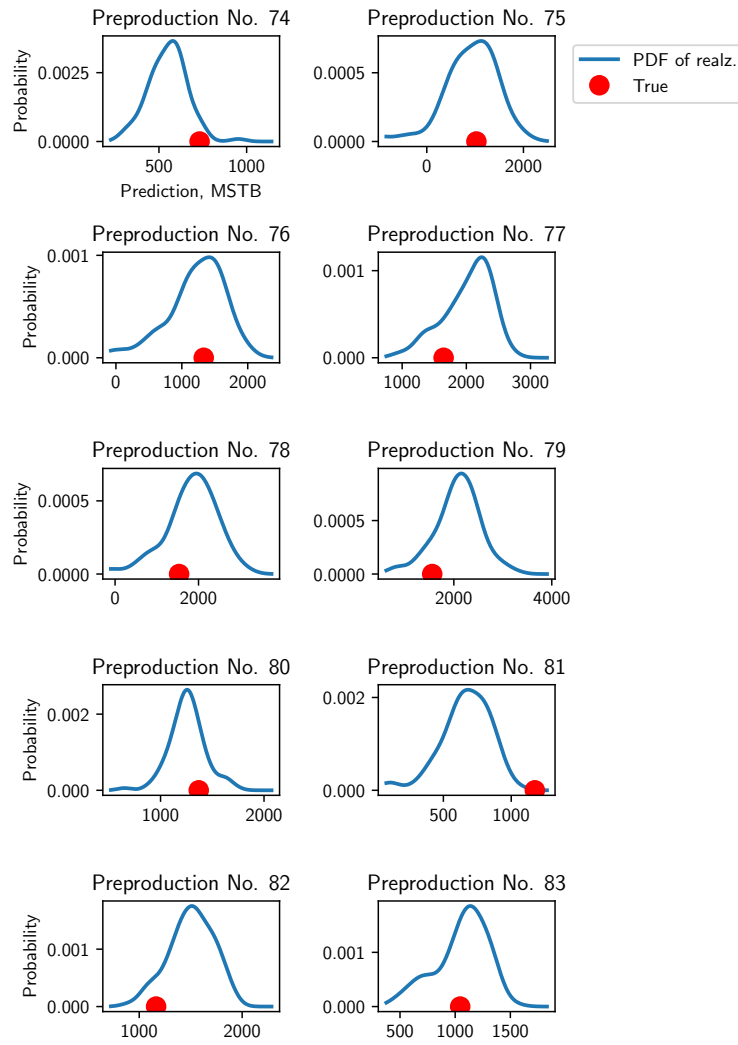 Preproduction No. 74
Preproduction No. 75
PDF of realz.
True
Probability
0.0025
0.0000
500
1000
Prediction, MSTB
0.0005
0.0000
0
2000
Preproduction No. 76
Preproduction No. 77
Probability
0.001
0.000
0
1000
2000
0.001
0.000
1000
2000
3000
Preproduction No. 78
Preproduction No. 79
Probability
0.0005
0.0000
0
2000
0.0005
0.0000
2000
4000
Preproduction No. 80
Preproduction No. 81
Probability
0.002
0.000
1000
2000
0.002
0.000
500
1000
Preproduction No. 82
Preproduction No. 83
Probability
0.001
0.000
1000
2000
0.001
0.000
500
1000
1500